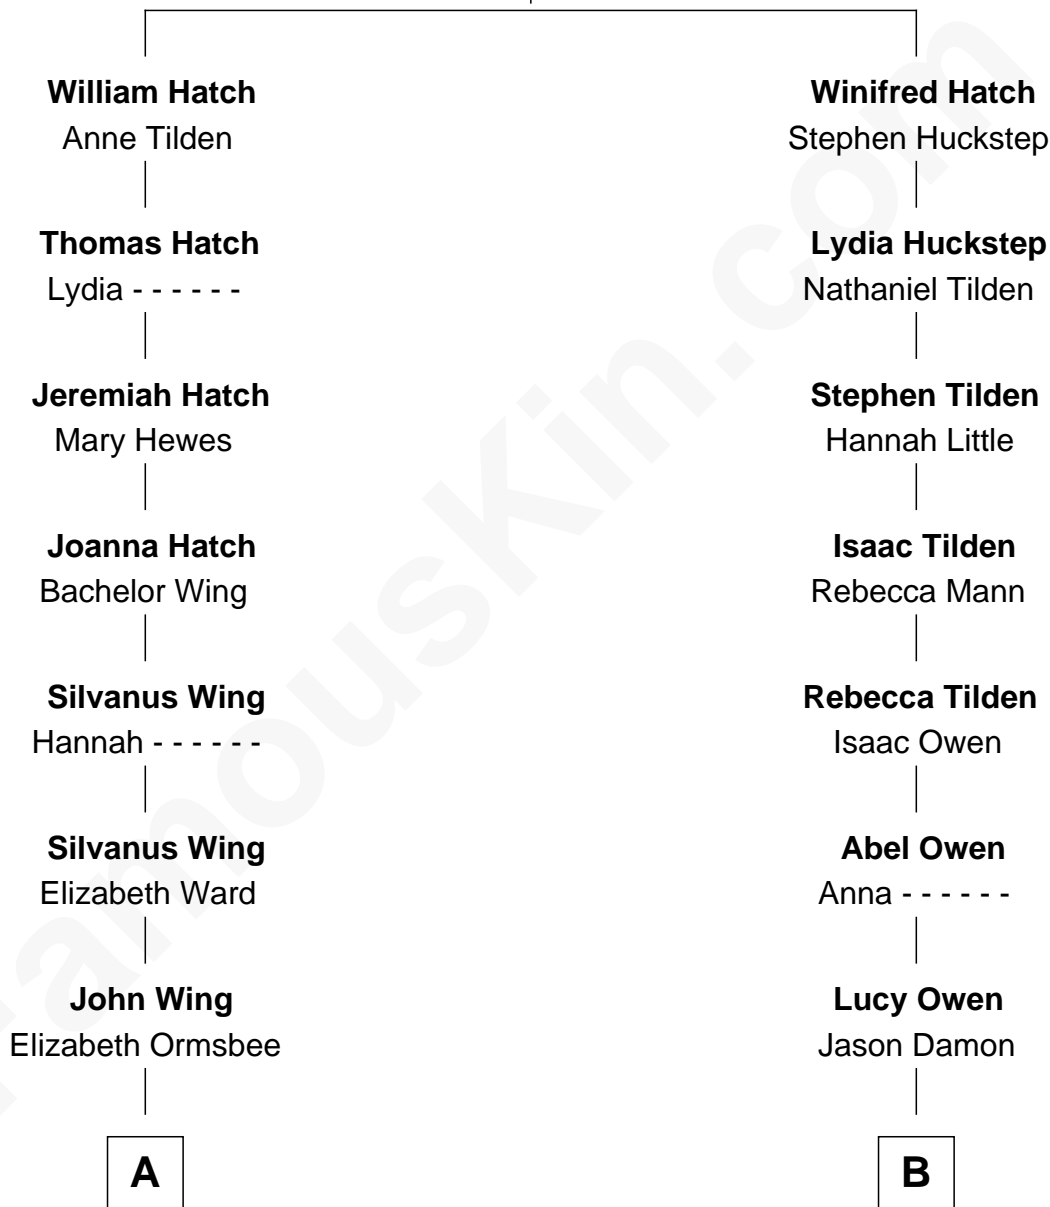 William Hatch
Anne Tilden
Thomas Hatch
Lydia - - - - - -
Jeremiah Hatch
Mary Hewes
Joanna Hatch
Bachelor Wing
Silvanus Wing
Hannah - - - - - -
Silvanus Wing
Elizabeth Ward
John Wing
Elizabeth Ormsbee
A
Winifred Hatch
Stephen Huckstep
Lydia Huckstep
Nathaniel Tilden
Stephen Tilden
Hannah Little
Isaac Tilden
Rebecca Mann
Rebecca Tilden
Isaac Owen
Abel Owen
Anna - - - - - -
Lucy Owen
Jason Damon
B
FamousKin.com